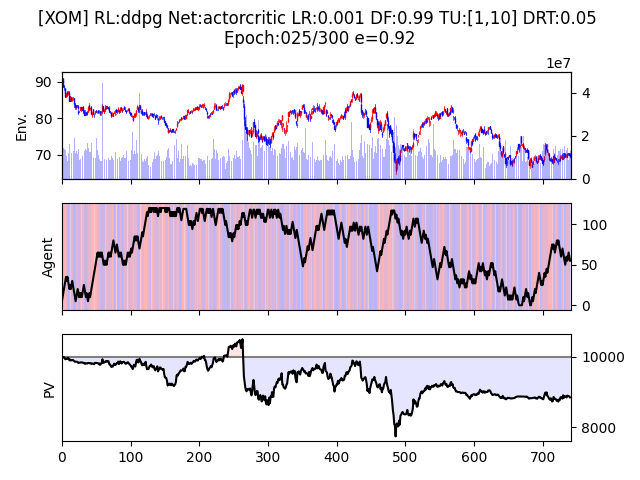 [XOM] RL:ddpg Net:actorcritic LR:0.001 DF:0.99 TU:[1,10] DRT:0.05
Epoch:025/300 e=0.92
1e7
Env.
90
80
70
4
2
0
Agent
100
50
0
PV
10000
8000
0 100 200 300 400 500 600 700